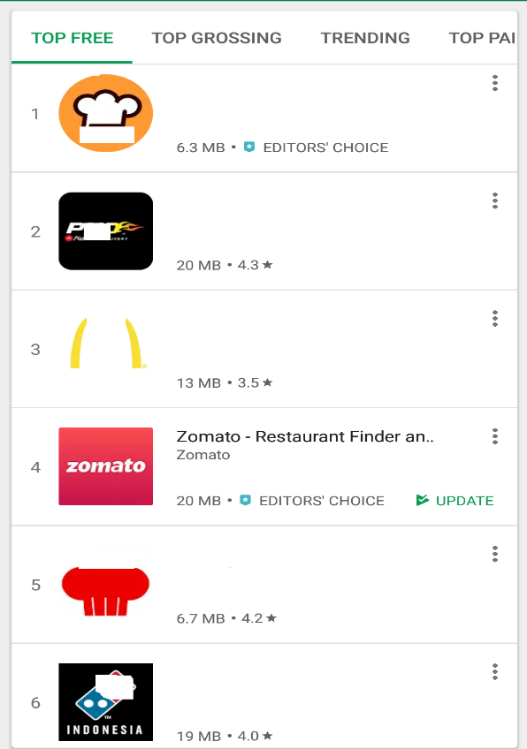 TOP FREE TOP GROSSING TRENDING TOP PAI
1
6.3 MB • EDITORS' CHOICE
2
20 MB • 4.3 ★
3
13 MB • 3.5 ★
4
zomato
Zomato - Restaurant Finder an..
Zomato
20 MB • EDITORS' CHOICE UPDATE
5
6.7 MB • 4.2 ★
6
INDONESIA
19 MB • 4.0 ★